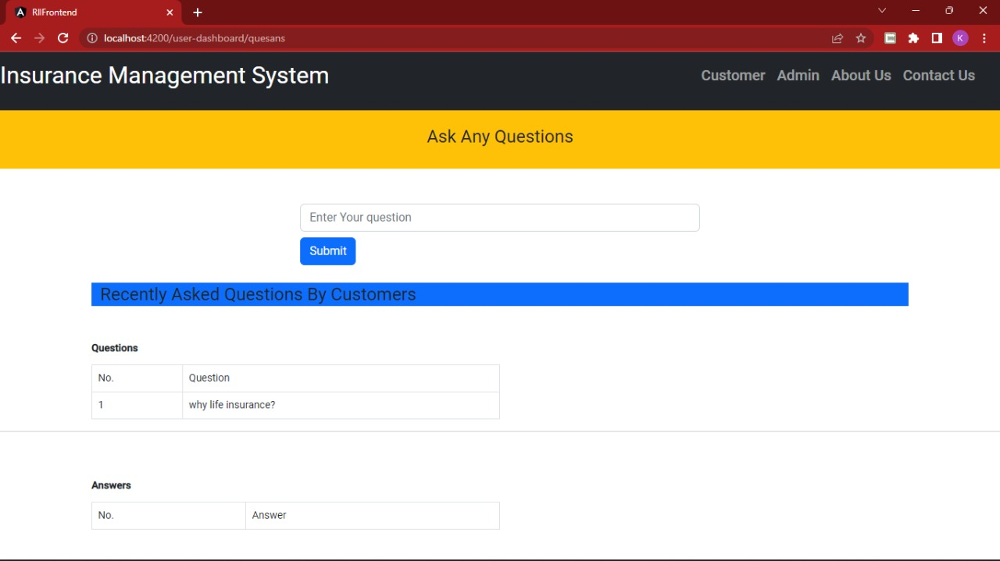 RllFrontend
localhost:4200/user-dashboard/quesans
K
Insurance Management System
Customer Admin About Us Contact Us
Ask Any Questions
Enter Your question
Submit
Recently Asked Questions By Customers
Questions
No. Question
1 why life insurance?
Answers
No. Answer